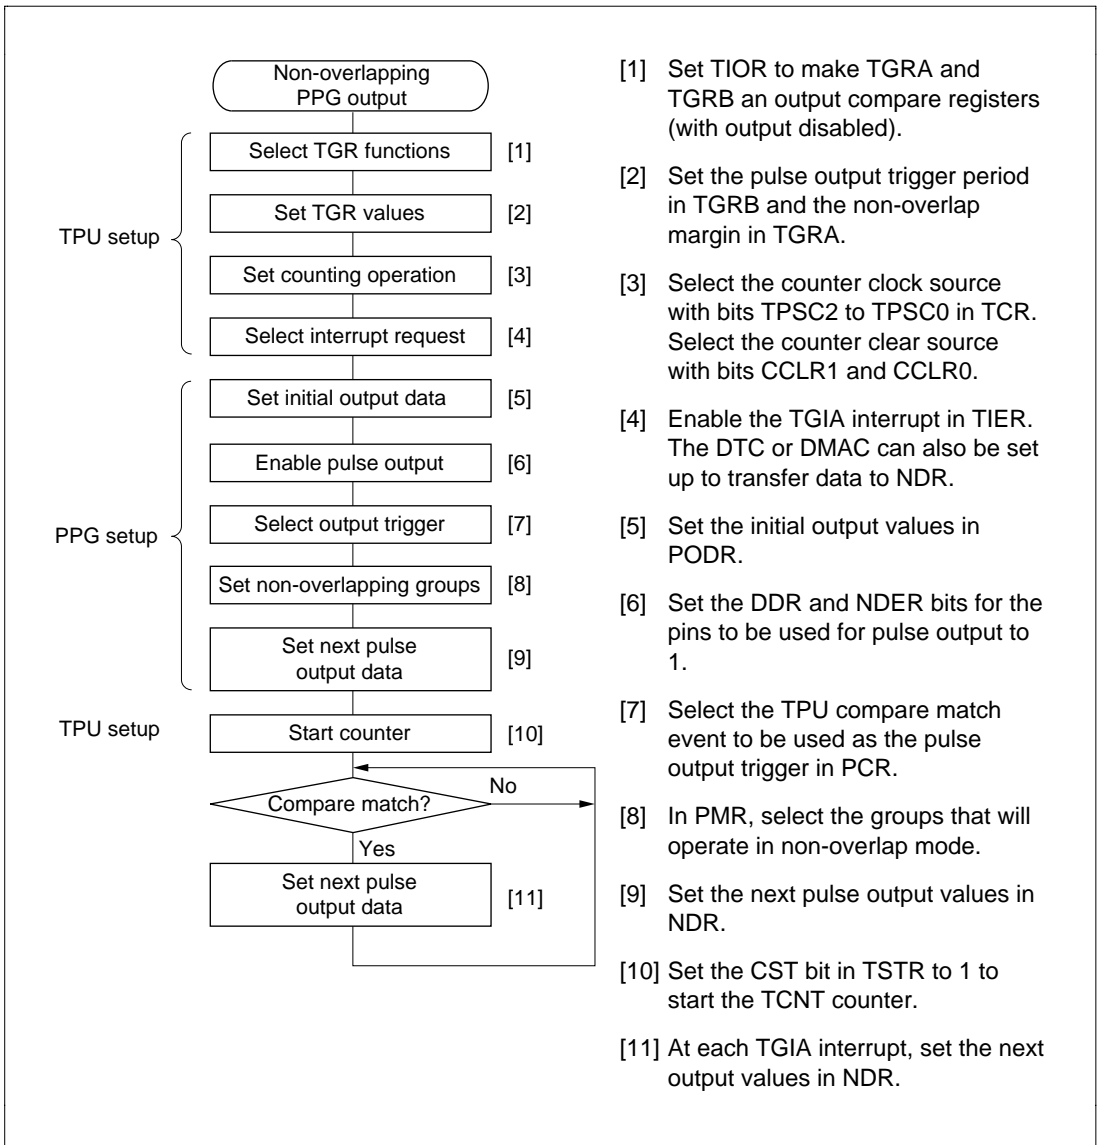 Non-overlapping
PPG output
TPU setup
Select TGR functions [1]
Set TGR values [2]
Set counting operation [3]
Select interrupt request [4]
PPG setup
Set initial output data [5]
Enable pulse output [6]
Select output trigger [7]
Set non-overlapping groups [8]
Set next pulse
output data [9]
TPU setup
Start counter [10]
Compare match?
No
Yes
Set next pulse
output data [11]
[1] Set TIOR to make TGRA and
TGRB an output compare registers
(with output disabled).
[2] Set the pulse output trigger period
in TGRB and the non-overlap
margin in TGRA.
[3] Select the counter clock source
with bits TPSC2 to TPSC0 in TCR.
Select the counter clear source
with bits CCLR1 and CCLR0.
[4] Enable the TGIA interrupt in TIER.
The DTC or DMAC can also be set
up to transfer data to NDR.
[5] Set the initial output values in
PODR.
[6] Set the DDR and NDER bits for the
pins to be used for pulse output to
1.
[7] Select the TPU compare match
event to be used as the pulse
output trigger in PCR.
[8] In PMR, select the groups that will
operate in non-overlap mode.
[9] Set the next pulse output values in
NDR.
[10] Set the CST bit in TSTR to 1 to
start the TCNT counter.
[11] At each TGIA interrupt, set the next
output values in NDR.